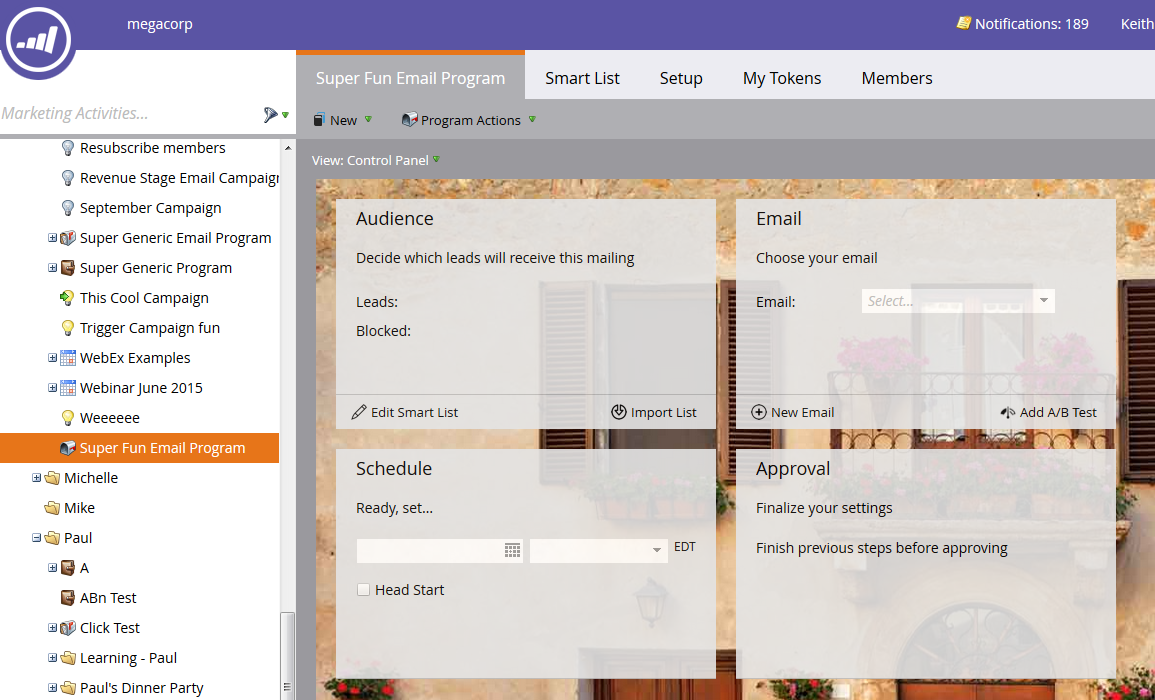 megacorp
Notifications: 189
Keith
Marketing Activities...
Resubscribe members
Revenue Stage Email Campaign
September Campaign
Super Generic Email Program
Super Generic Program
This Cool Campaign
Trigger Campaign fun
WebEx Examples
Webinar June 2015
Weeeeee
Super Fun Email Program
Michelle
Mike
Paul
A
ABn Test
Click Test
Learning - Paul
Paul's Dinner Party
Super Fun Email Program
Smart List
Setup
My Tokens
Members
New
Program Actions
View: Control Panel
Audience
Decide which leads will receive this mailing
Leads:
Blocked:
Edit Smart List
Import List
Email
Choose your email
Email:
Select...
New Email
Add A/B Test
Schedule
Ready, set...
EDT
Head Start
Approval
Finalize your settings
Finish previous steps before approving